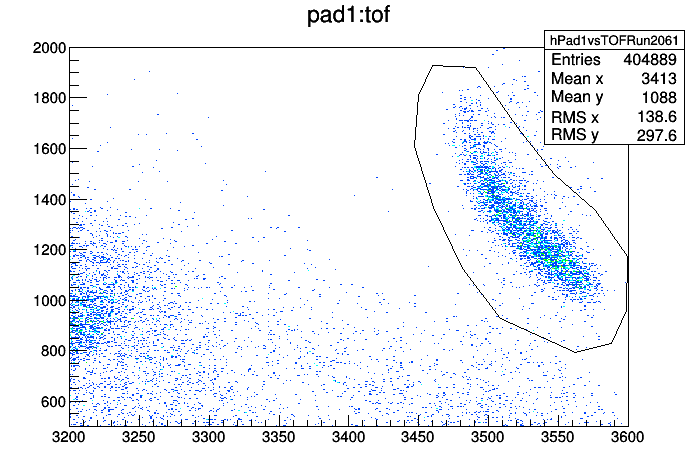 pad1:tof
hPad1vsTOFRun2061
Entries 404889
Mean x 3413
Mean y 1088
RMS x 138.6
RMS y 297.6
2000
1800
1600
1400
1200
1000
800
600
3200 3250 3300 3350 3400 3450 3500 3550 3600